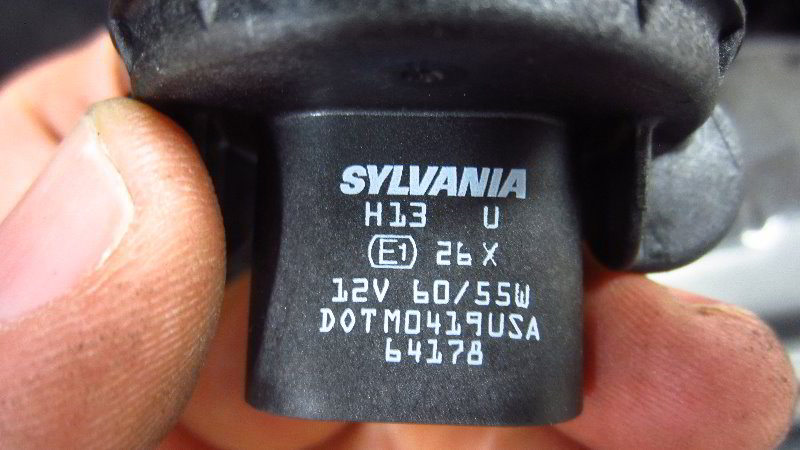 SYLVANIA
H13 U
E1 26X
12V 60/55W
DOTM0419USA
64178